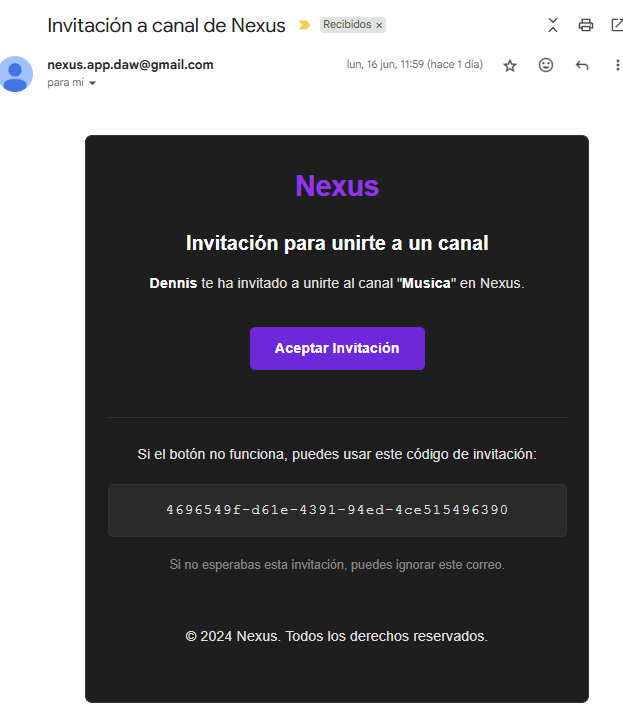 Invitación a canal de Nexus
Recibidos ×
nexus.app.daw@gmail.com
lun, 16 jun, 11:59 (hace 1 día)
para mí
Nexus
Invitación para unirte a un canal
Dennis te ha invitado a unirte al canal "Musica" en Nexus.
Aceptar Invitación
Si el botón no funciona, puedes usar este código de invitación:
4696549f-d61e-4391-94ed-4ce515496390
Si no esperabas esta invitación, puedes ignorar este correo.
© 2024 Nexus. Todos los derechos reservados.